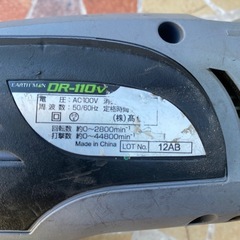 EARTH MAN DR-110V
電 圧：AC100V 消
周 波 数：50/60Hz 定格時間
(株)高
回転数：約0~2800min⁻¹
打撃数：約0~44800min⁻¹
Made in China
LOT No. 12AB